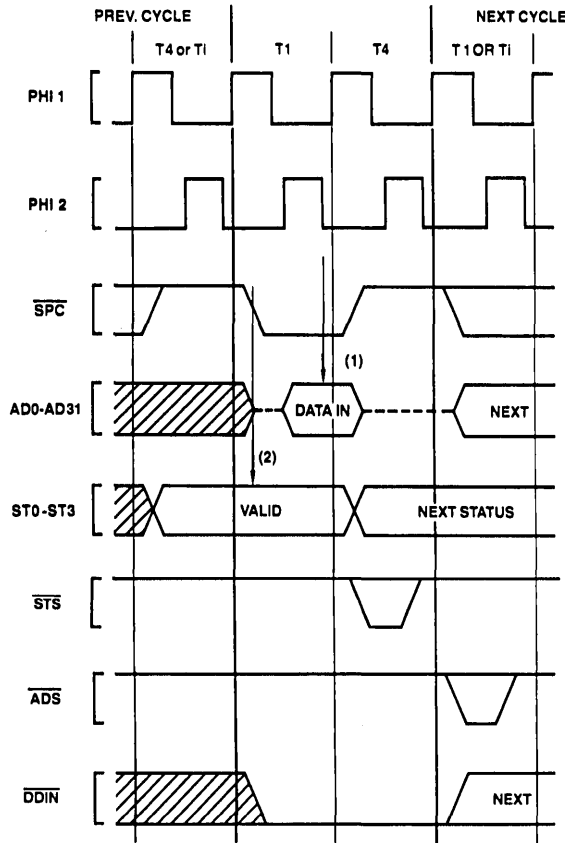 PREV. CYCLE NEXT CYCLE
T4 or Ti T1 T4 T1 OR Ti
PHI 1
PHI 2
SPC
(1)
AD0-AD31 DATA IN NEXT
(2)
ST0-ST3 VALID NEXT STATUS
STS
ADS
DDIN NEXT